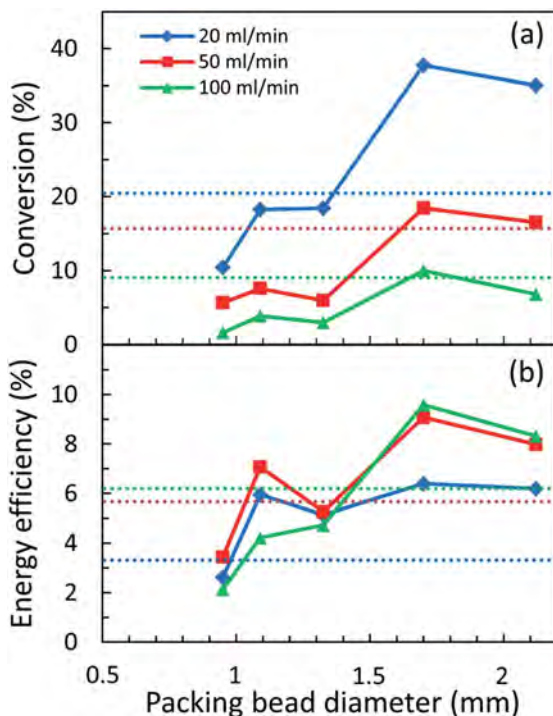 (a)
20 ml/min
50 ml/min
100 ml/min
Conversion (%)
40
30
20
10
0
(b)
Energy efficiency (%)
10
8
6
4
2
0
0.5 1 1.5 2
Packing bead diameter (mm)